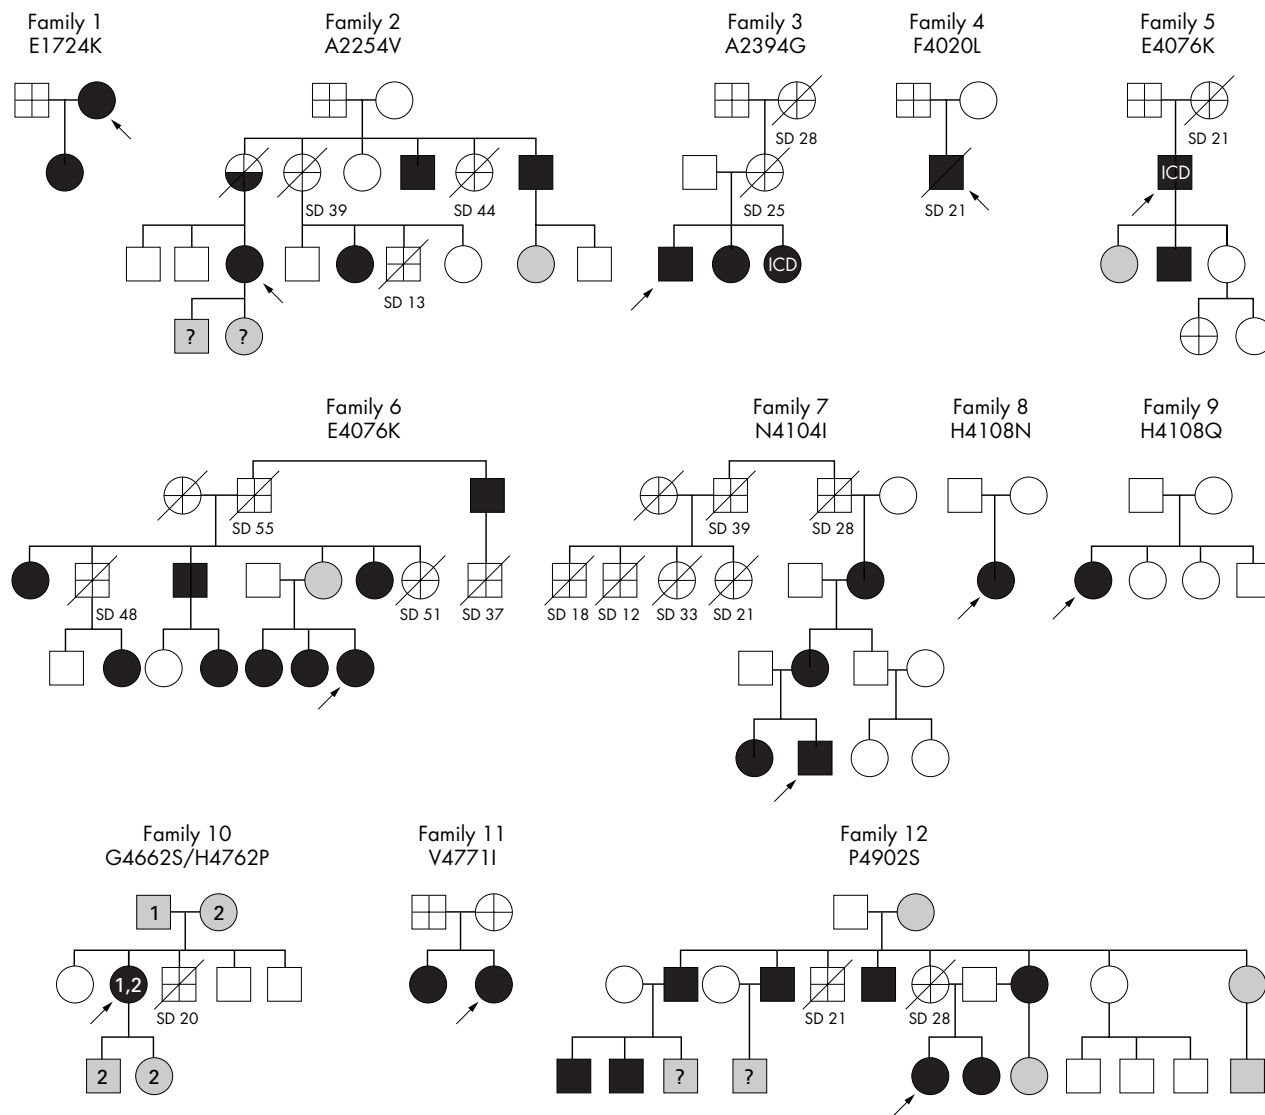 Family 1
E1724K
Family 2
A2254V
Family 3
A2394G
Family 4
F4020L
Family 5
E4076K
SD 28
SD 21
SD 39
SD 44
SD 25
SD 21
ICD
ICD
SD 13
?
?
Family 6
E4076K
Family 7
N4104I
Family 8
H4108N
Family 9
H4108Q
SD 55
SD 39
SD 28
SD 48
SD 51
SD 37
SD 18
SD 12
SD 33
SD 21
Family 10
G4662S/H4762P
Family 11
V4771I
Family 12
P4902S
1
2
1,2
SD 20
SD 21
SD 28
2
2
?
?